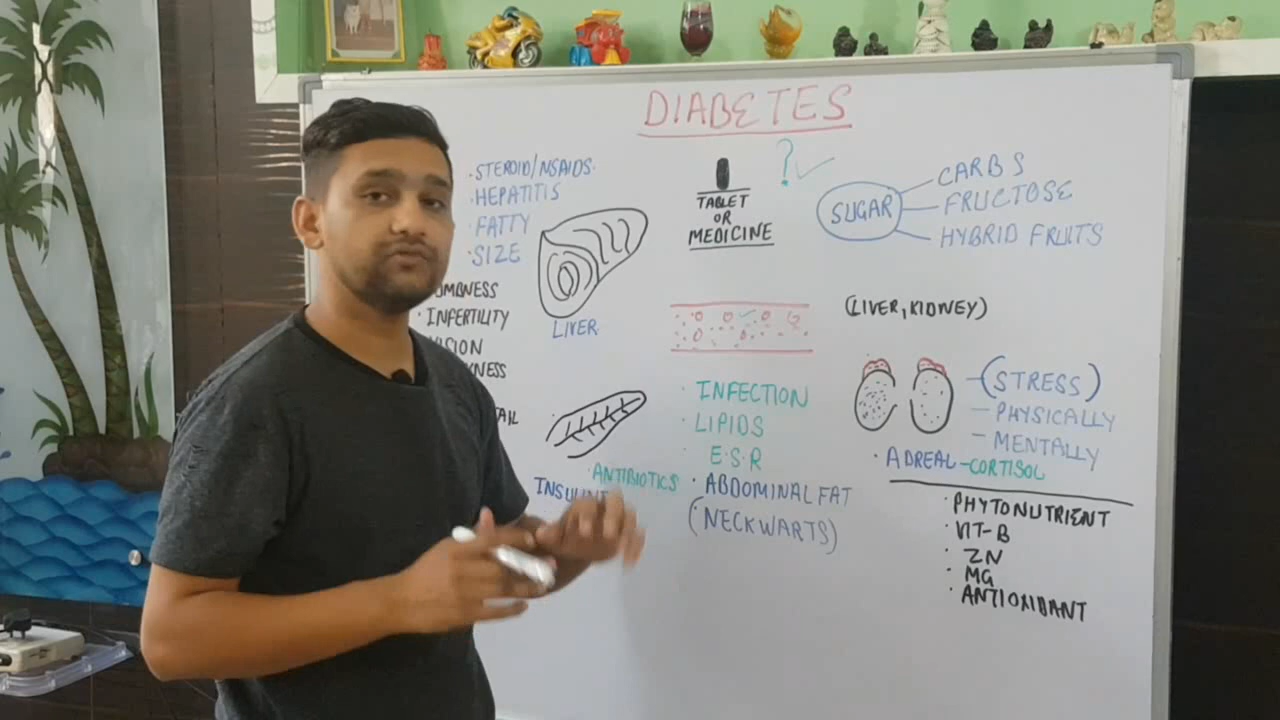 DIABETES
· STEROID/NSAIDS·
· HEPATITIS
· FATTY
· SIZE
LIVER
· INFERTILITY
TABLET
OR
MEDICINE
?
SUGAR
CARBS
FRUCTOSE
HYBRID FRUITS
(LIVER, KIDNEY)
· INFECTION
· LIPIDS
· E·S·R
· ABDOMINAL FAT
(NECKWARTS)
· ANTIBIOTICS
–(STRESS)
– PHYSICALLY
– MENTALLY
· ADREAL-CORTISOL
· PHYTONUTRIENT
· VIT-B
· ZN
· MG
· ANTIOXIDANT